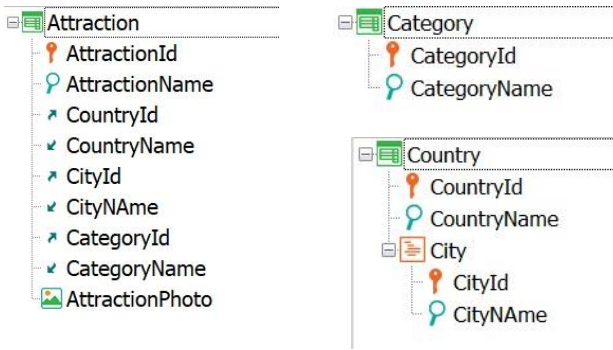 Attraction
AttractionId
AttractionName
CountryId
CountryName
CityId
CityNAme
CategoryId
CategoryName
AttractionPhoto
Category
CategoryId
CategoryName
Country
CountryId
CountryName
City
CityId
CityNAme